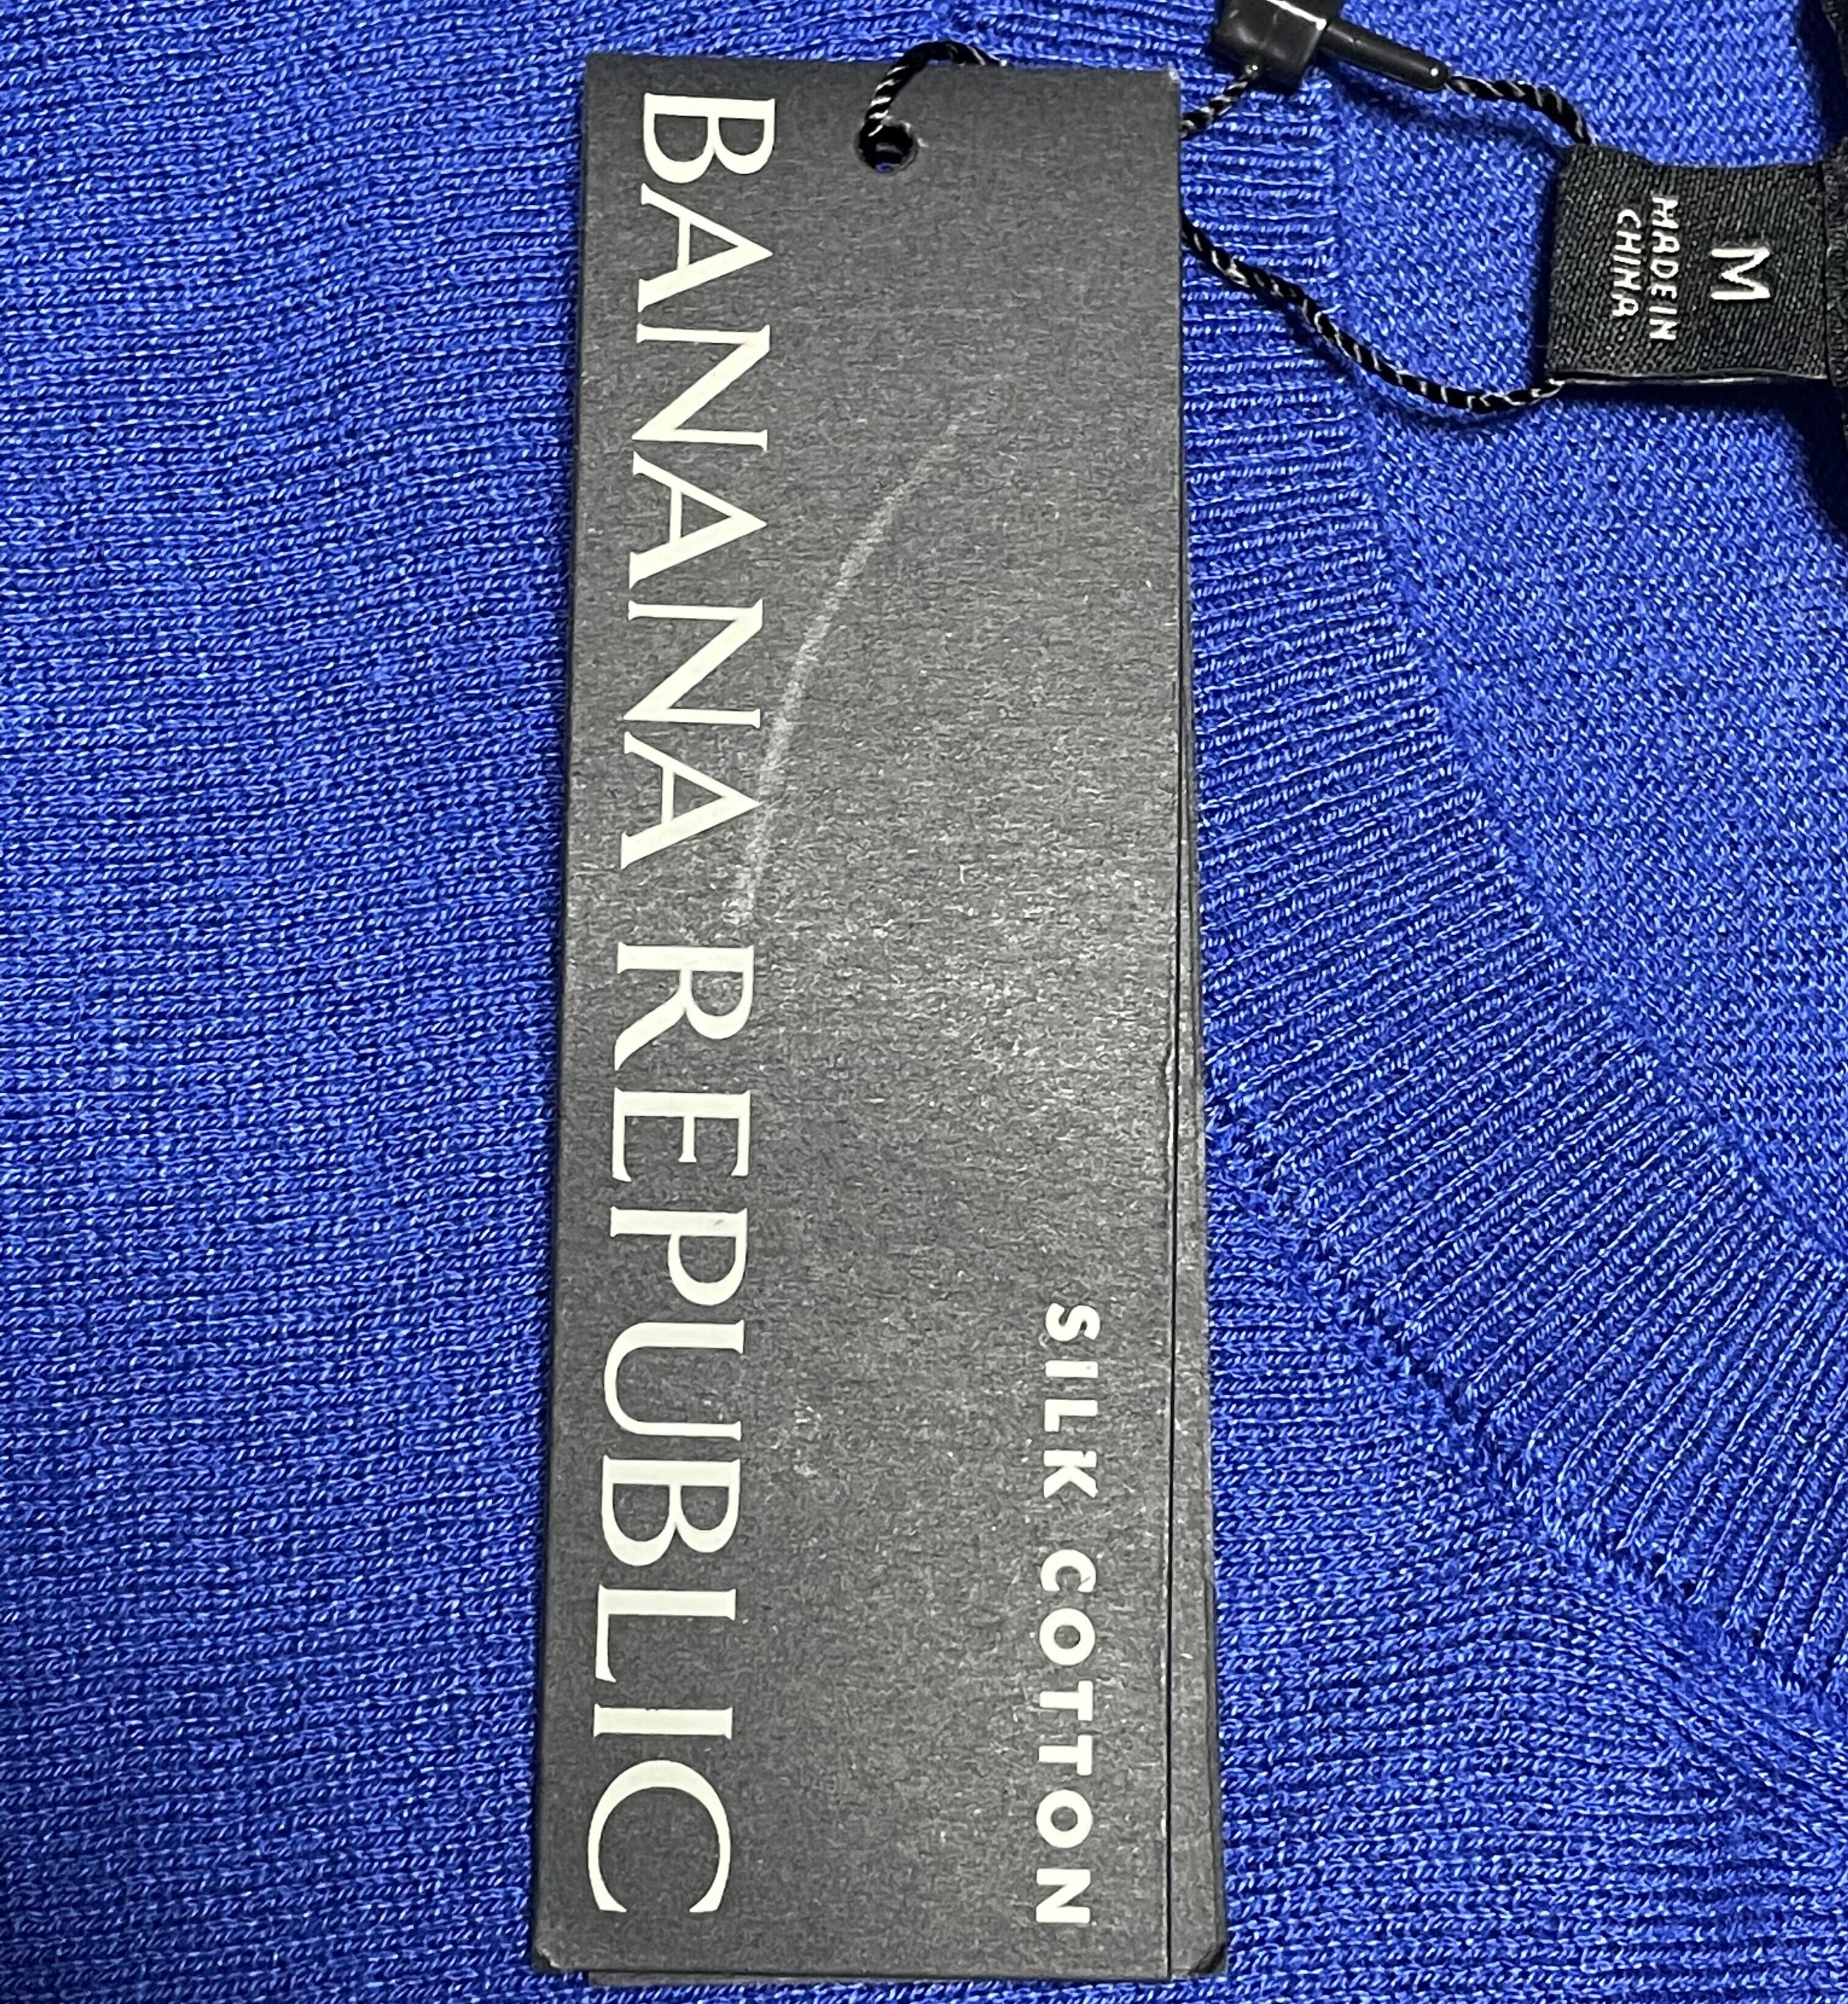 BANANA REPUBLIC
SILK COTTON
M
MADE IN
CHINA